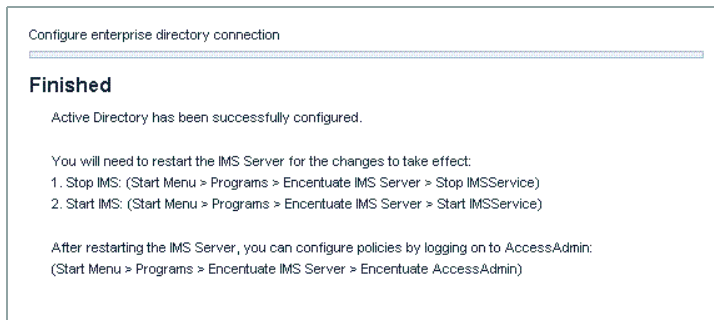 Configure enterprise directory connection
Finished
Active Directory has been successfully configured.
You will need to restart the IMS Server for the changes to take effect:
1. Stop IMS: (Start Menu > Programs > Encentuate IMS Server > Stop IMSService)
2. Start IMS: (Start Menu > Programs > Encentuate IMS Server > Start IMSService)
After restarting the IMS Server, you can configure policies by logging on to AccessAdmin:
(Start Menu > Programs > Encentuate IMS Server > Encentuate AccessAdmin)